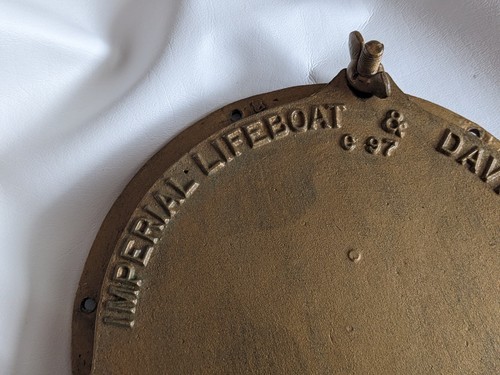 IMPERIAL LIFEBOAT & DAV
C 97
C